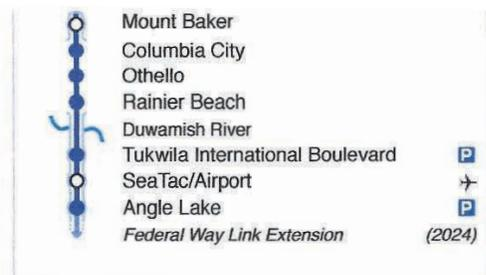 Mount Baker
Columbia City
Othello
Rainier Beach
Duwamish River
Tukwila International Boulevard P
SeaTac/Airport
Angle Lake P
Federal Way Link Extension (2024)